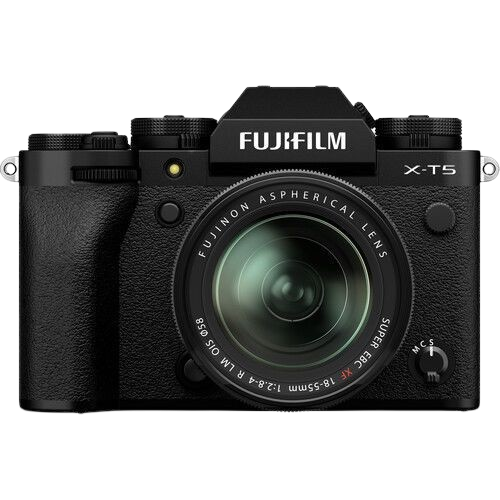 FUJIFILM
X-T5
FUJINON ASPHERICAL LENS
SUPER EBC XF 18-55mm 1:2.8-4 R LM OIS Ø58
M C S